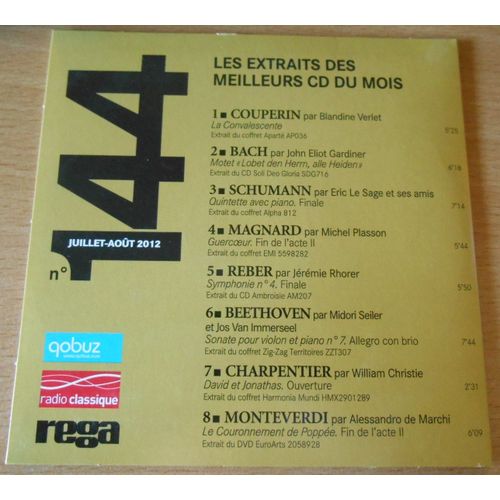 n° 144
JUILLET-AOÛT 2012
LES EXTRAITS DES
MEILLEURS CD DU MOIS
1 ■ COUPERIN par Blandine Verlet
La Convalescente
Extrait du coffret Aparté AP036 5'25
2 ■ BACH par John Eliot Gardiner
Motet « Lobet den Herrn, alle Heiden »
Extrait du CD Soli Deo Gloria SDG716 6'18
3 ■ SCHUMANN par Eric Le Sage et ses amis
Quintette avec piano. Finale
Extrait du coffret Alpha 812 7'14
4 ■ MAGNARD par Michel Plasson
Guercœur. Fin de l'acte II
Extrait du coffret EMI 5598282 5'44
5 ■ REBER par Jérémie Rhorer
Symphonie n° 4. Finale
Extrait du CD Ambroisie AM207 5'50
6 ■ BEETHOVEN par Midori Seiler
et Jos Van Immerseel
Sonate pour violon et piano n° 7. Allegro con brio
Extrait du coffret Zig-Zag Territoires ZZT307 7'44
7 ■ CHARPENTIER par William Christie
David et Jonathas. Ouverture
Extrait du coffret Harmonia Mundi HMX2901289 2'31
8 ■ MONTEVERDI par Alessandro de Marchi
Le Couronnement de Poppée. Fin de l'acte II
Extrait du DVD EuroArts 2058928 6'09
qobuz
www.qobuz.com
radio classique
rega